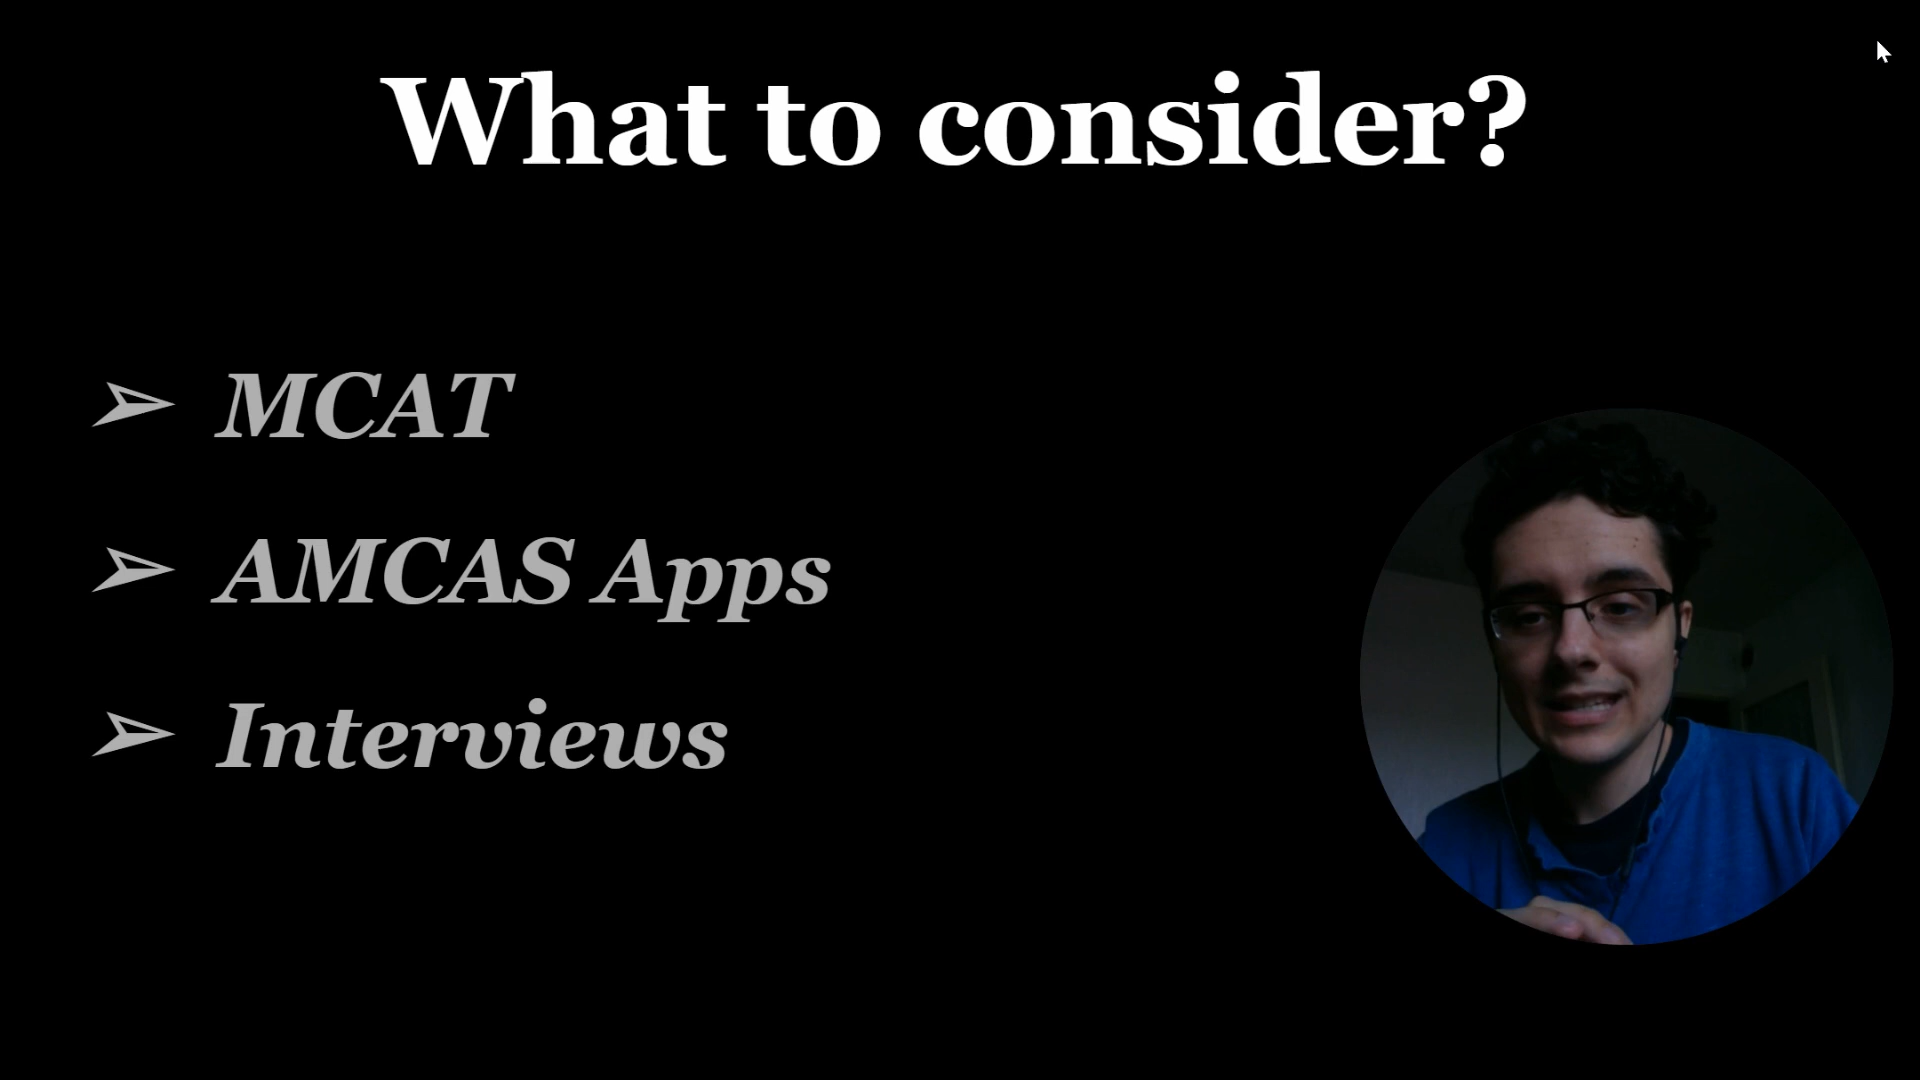 What to consider?
➢ MCAT
➢ AMCAS Apps
➢ Interviews